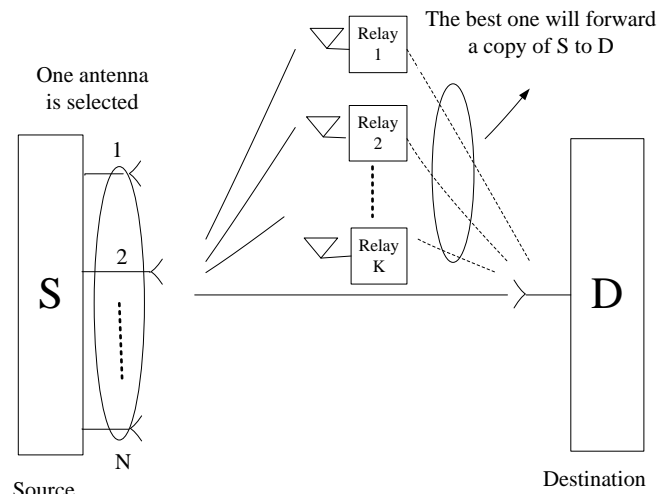 The best one will forward
a copy of S to D
Relay
1
One antenna
is selected
Relay
2
1
2
S
N
Relay
K
D
Source
Destination